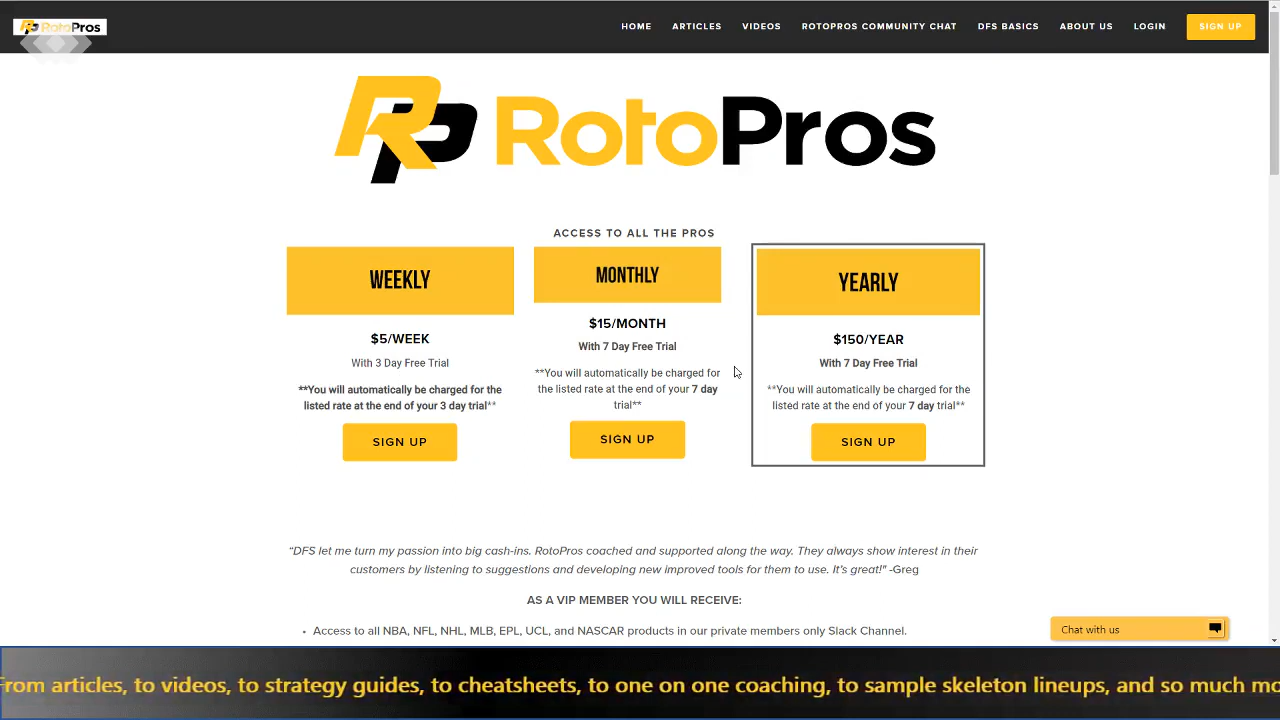 RotoPros
HOME ARTICLES VIDEOS ROTOPROS COMMUNITY CHAT DFS BASICS ABOUT US LOGIN SIGN UP
RP RotoPros
ACCESS TO ALL THE PROS
WEEKLY
$5/WEEK
With 3 Day Free Trial
**You will automatically be charged for the
listed rate at the end of your 3 day trial**
SIGN UP
MONTHLY
$15/MONTH
With 7 Day Free Trial
**You will automatically be charged for
the listed rate at the end of your 7 day
trial**
SIGN UP
YEARLY
$150/YEAR
With 7 Day Free Trial
**You will automatically be charged for the
listed rate at the end of your 7 day trial**
SIGN UP
“DFS let me turn my passion into big cash-ins. RotoPros coached and supported along the way. They always show interest in their
customers by listening to suggestions and developing new improved tools for them to use. It’s great!" -Greg
AS A VIP MEMBER YOU WILL RECEIVE:
• Access to all NBA, NFL, NHL, MLB, EPL, UCL, and NASCAR products in our private members only Slack Channel.
Chat with us
From articles, to videos, to strategy guides, to cheatsheets, to one on one coaching, to sample skeleton lineups, and so much mo